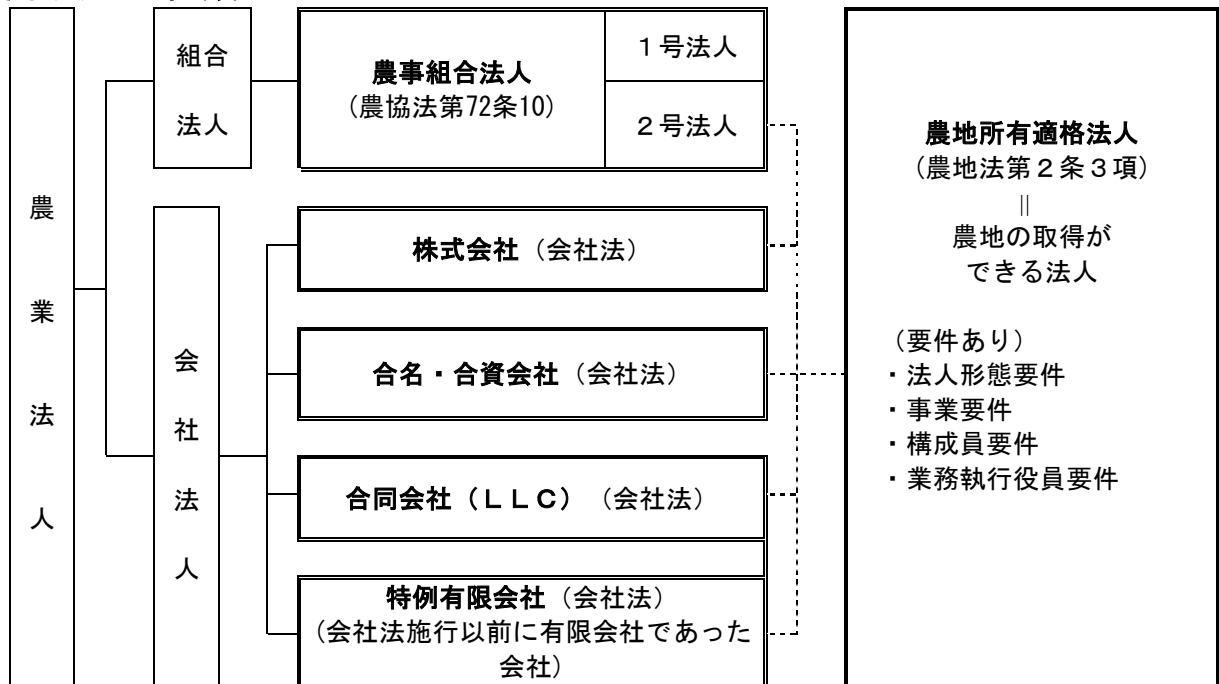 農業法人
組合
法人
農事組合法人
(農協法第72条10)
1号法人
2号法人
会社法人
株式会社（会社法）
合名・合資会社（会社法）
合同会社（ＬＬＣ）（会社法）
特例有限会社（会社法）
（会社法施行以前に有限会社であった
会社）
農地所有適格法人
（農地法第２条３項）
||
農地の取得が
できる法人
（要件あり）
・法人形態要件
・事業要件
・構成員要件
・業務執行役員要件